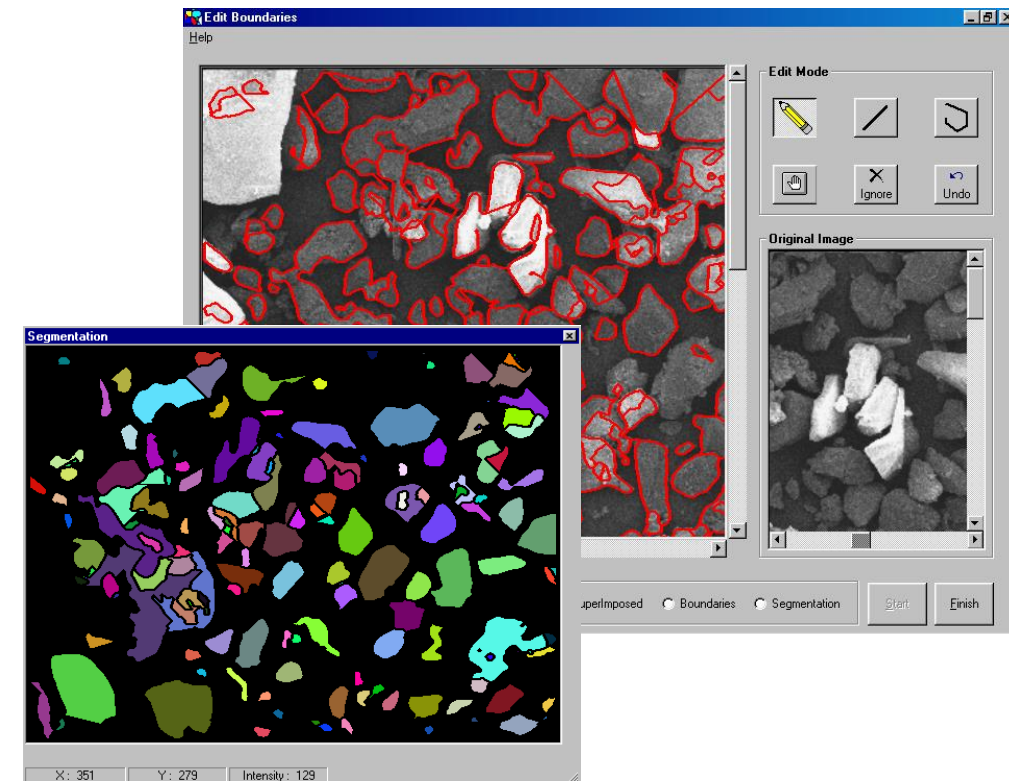 Edit Boundaries
Help
Edit Mode
Ignore
Undo
Original Image
Segmentation
uperImposed
Boundaries
Segmentation
Start
Finish
X : 351
Y : 279
Intensity : 129